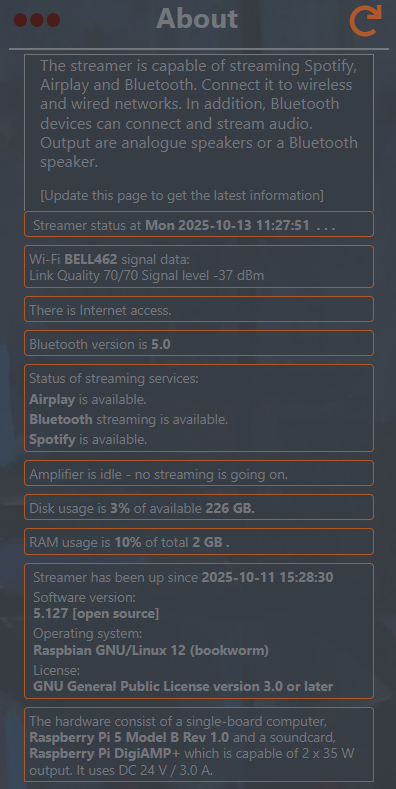 About
The streamer is capable of streaming Spotify,
Airplay and Bluetooth. Connect it to wireless
and wired networks. In addition, Bluetooth
devices can connect and stream audio.
Output are analogue speakers or a Bluetooth
speaker.
[Update this page to get the latest information]
Streamer status at Mon 2025-10-13 11:27:51 . . .
Wi-Fi BELL462 signal data:
Link Quality 70/70 Signal level -37 dBm
There is Internet access.
Bluetooth version is 5.0
Status of streaming services:
Airplay is available.
Bluetooth streaming is available.
Spotify is available.
Amplifier is idle - no streaming is going on.
Disk usage is 3% of available 226 GB.
RAM usage is 10% of total 2 GB .
Streamer has been up since 2025-10-11 15:28:30
Software version:
5.127 [open source]
Operating system:
Raspbian GNU/Linux 12 (bookworm)
License:
GNU General Public License version 3.0 or later
The hardware consist of a single-board computer,
Raspberry Pi 5 Model B Rev 1.0 and a soundcard,
Raspberry Pi DigiAMP+ which is capable of 2 x 35 W
output. It uses DC 24 V / 3.0 A.